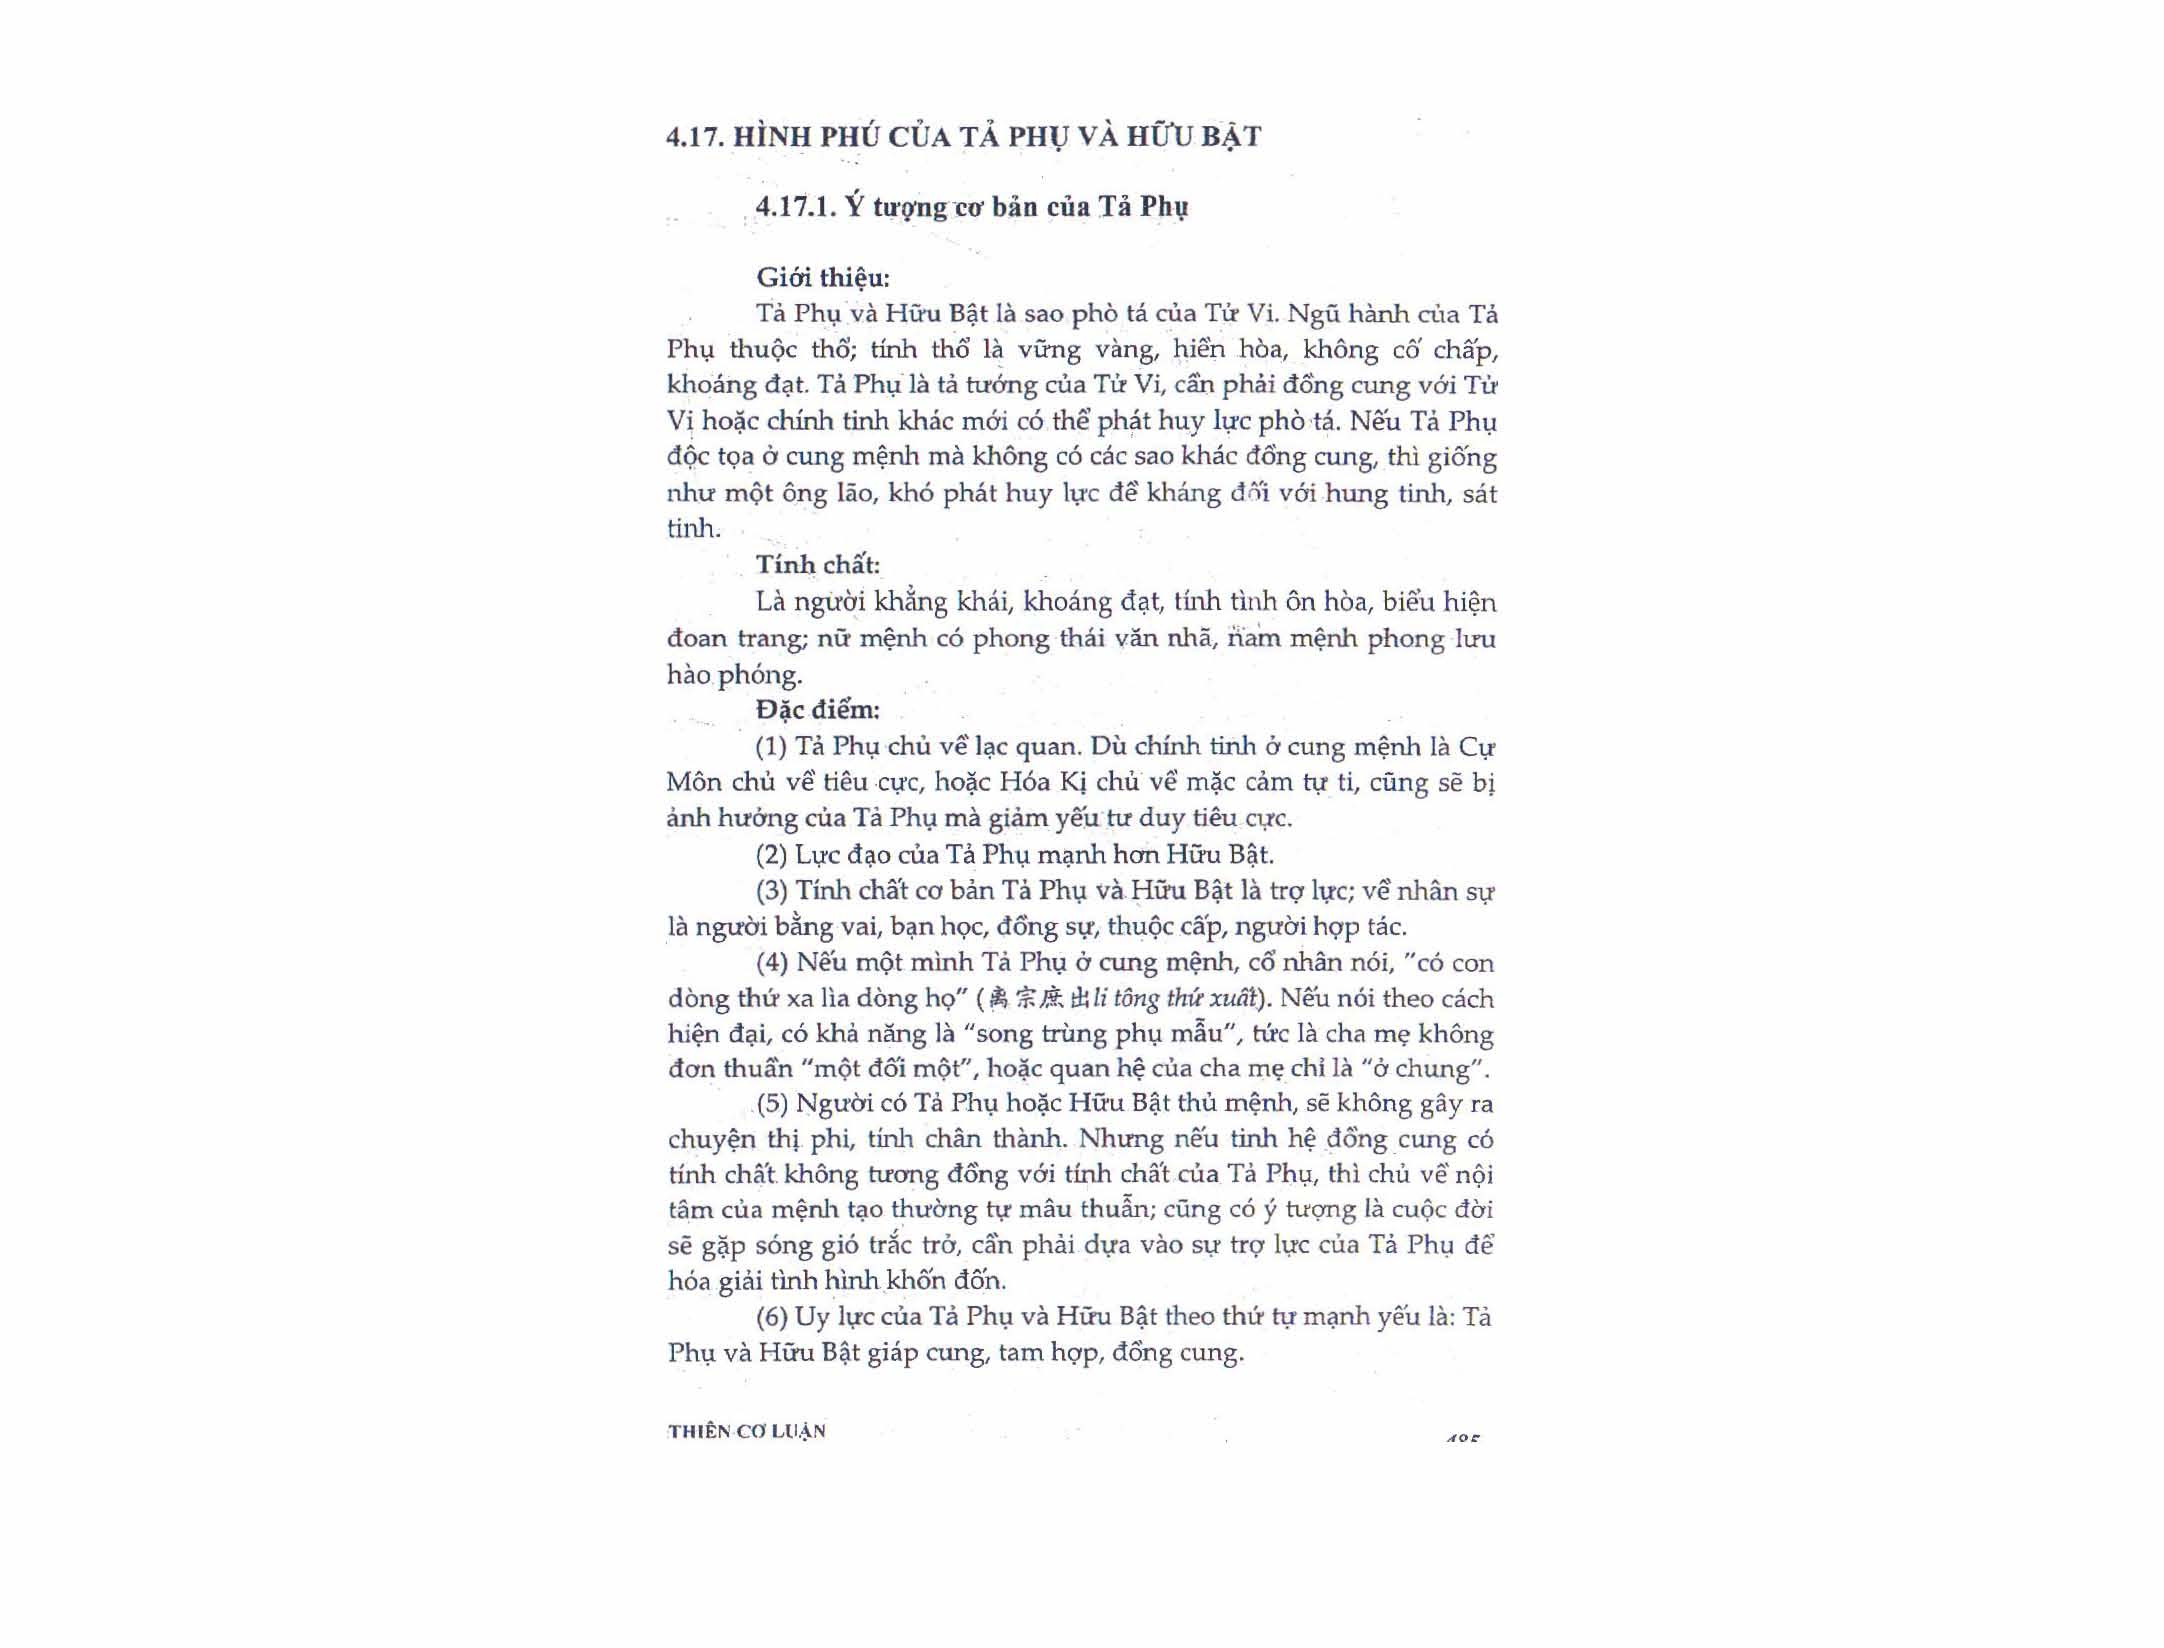 4.17. HÌNH PHÚ CỦA TẢ PHỤ VÀ HỮU BẬT
4.17.1. Ý tượng cơ bản của Tả Phụ
Giới thiệu:
Tả Phụ và Hữu Bật là sao phò tá của Tử Vi. Ngũ hành của Tả
Phụ thuộc thổ; tính thổ là vững vàng, hiền hòa, không cố chấp,
khoáng đạt. Tả Phụ là tả tướng của Tử Vi, cần phải đồng cung với Tử
Vi hoặc chính tinh khác mới có thể phát huy lực phò tá. Nếu Tả Phụ
độc tọa ở cung mệnh mà không có các sao khác đồng cung, thì giống
như một ông lão, khó phát huy lực đề kháng đối với hung tinh, sát
tinh.
Tính chất:
Là người khẳng khái, khoáng đạt, tính tình ôn hòa, biểu hiện
đoan trang; nữ mệnh có phong thái văn nhã, nam mệnh phong lưu
hào phóng.
Đặc điểm:
(1) Tả Phụ chủ về lạc quan. Dù chính tinh ở cung mệnh là Cự
Môn chủ về tiêu cực, hoặc Hóa Kị chủ về mặc cảm tự ti, cũng sẽ bị
ảnh hưởng của Tả Phụ mà giảm yếu tư duy tiêu cực.
(2) Lực đạo của Tả Phụ mạnh hơn Hữu Bật.
(3) Tính chất cơ bản Tả Phụ và Hữu Bật là trợ lực; về nhân sự
là người bằng vai, bạn học, đồng sự, thuộc cấp, người hợp tác.
(4) Nếu một mình Tả Phụ ở cung mệnh, cổ nhân nói, "có con
dòng thứ xa lìa dòng họ" (离宗庶出 li tông thứ xuất). Nếu nói theo cách
hiện đại, có khả năng là "song trùng phụ mẫu", tức là cha mẹ không
đơn thuần "một đối một", hoặc quan hệ của cha mẹ chỉ là "ở chung".
(5) Người có Tả Phụ hoặc Hữu Bật thủ mệnh, sẽ không gây ra
chuyện thị phi, tính chân thành. Nhưng nếu tinh hệ đồng cung có
tính chất không tương đồng với tính chất của Tả Phụ, thì chủ về nội
tâm của mệnh tạo thường tự mâu thuẫn; cũng có ý tượng là cuộc đời
sẽ gặp sóng gió trắc trở, cần phải dựa vào sự trợ lực của Tả Phụ để
hóa giải tình hình khốn đốn.
(6) Uy lực của Tả Phụ và Hữu Bật theo thứ tự mạnh yếu là: Tả
Phụ và Hữu Bật giáp cung, tam hợp, đồng cung.
THIÊN CƠ LUẬN